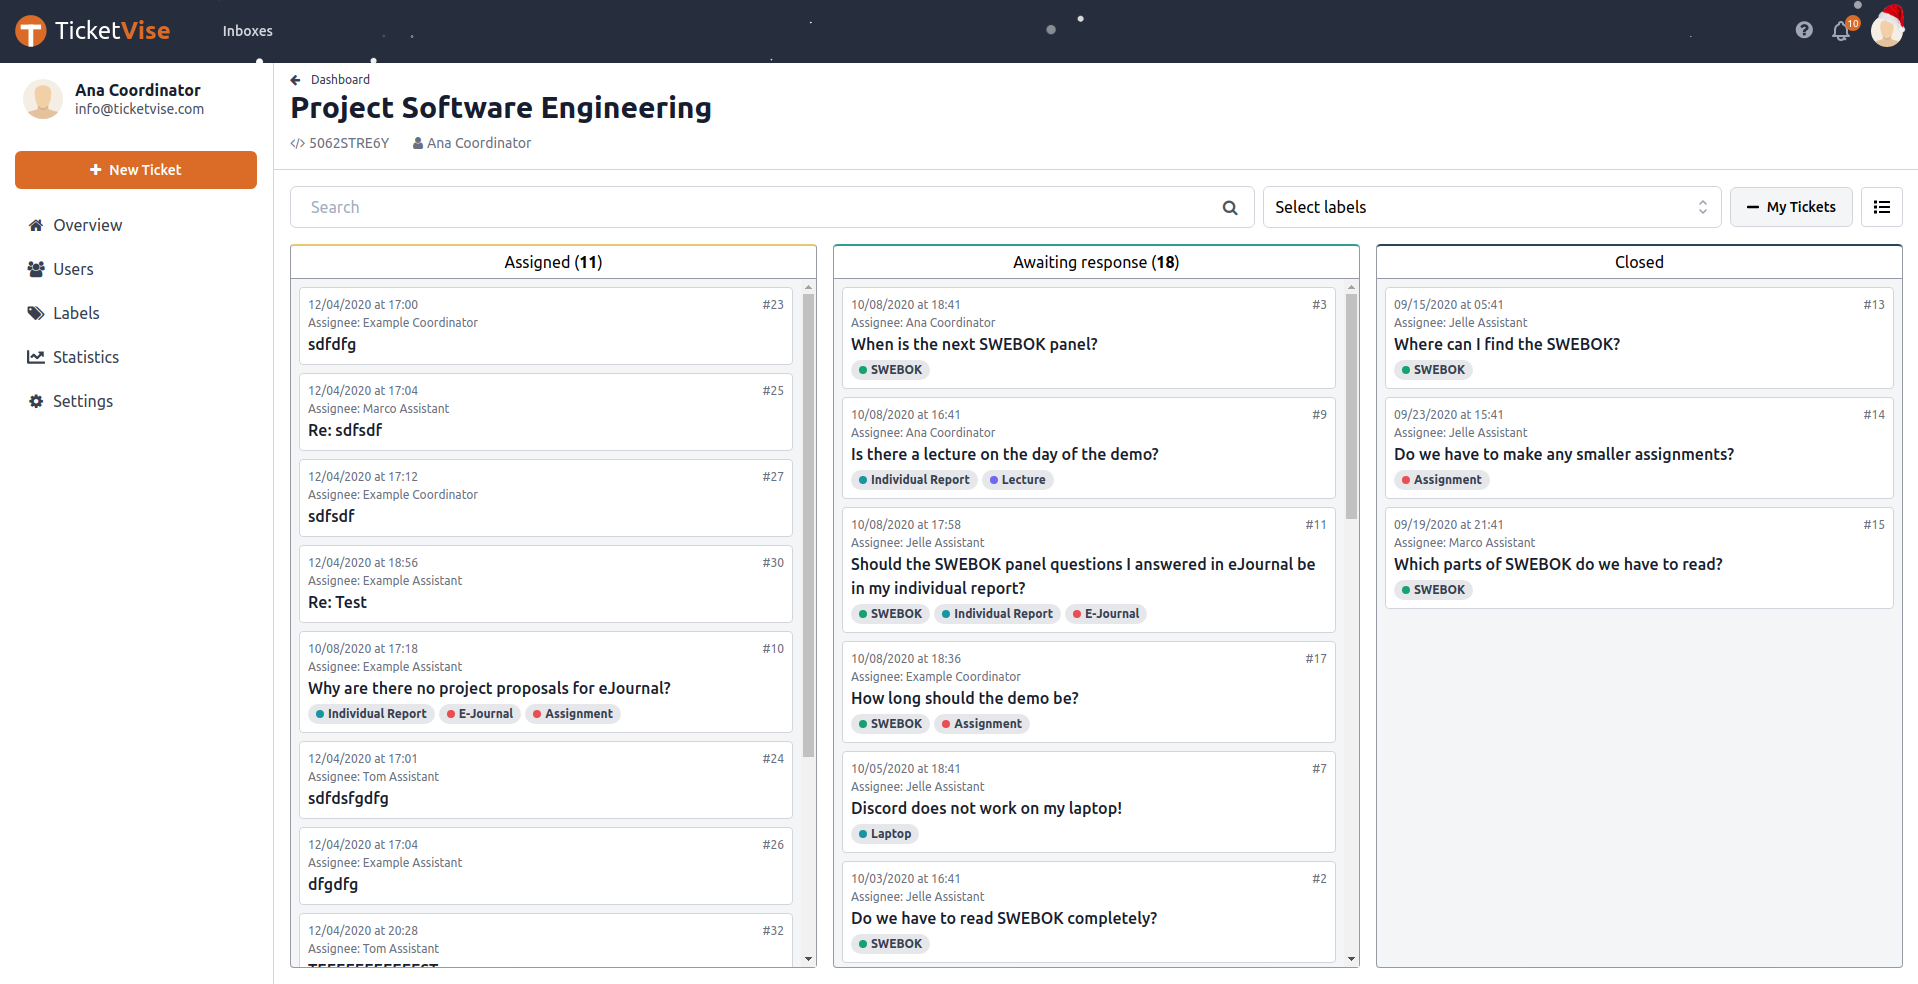 TicketVise
Inboxes
10
Ana Coordinator
info@ticketvise.com
New Ticket
Overview
Users
Labels
Statistics
Settings
Dashboard
Project Software Engineering
5062STRE6Y Ana Coordinator
Search
Select labels
My Tickets
Assigned (11)
12/04/2020 at 17:00 #23
Assignee: Example Coordinator
sdfdfg
12/04/2020 at 17:04 #25
Assignee: Marco Assistant
Re: sdfsdf
12/04/2020 at 17:12 #27
Assignee: Example Coordinator
sdfsdf
12/04/2020 at 18:56 #30
Assignee: Example Assistant
Re: Test
10/08/2020 at 17:18 #10
Assignee: Example Assistant
Why are there no project proposals for eJournal?
Individual Report E-Journal Assignment
12/04/2020 at 17:01 #24
Assignee: Tom Assistant
sdfdsfgdfg
12/04/2020 at 17:04 #26
Assignee: Example Assistant
dfgdfg
12/04/2020 at 20:28 #32
Assignee: Tom Assistant
Awaiting response (18)
10/08/2020 at 18:41 #3
Assignee: Ana Coordinator
When is the next SWEBOK panel?
SWEBOK
10/08/2020 at 16:41 #9
Assignee: Ana Coordinator
Is there a lecture on the day of the demo?
Individual Report Lecture
10/08/2020 at 17:58 #11
Assignee: Jelle Assistant
Should the SWEBOK panel questions I answered in eJournal be
in my individual report?
SWEBOK Individual Report E-Journal
10/08/2020 at 18:36 #17
Assignee: Example Coordinator
How long should the demo be?
SWEBOK Assignment
10/05/2020 at 18:41 #7
Assignee: Jelle Assistant
Discord does not work on my laptop!
Laptop
10/03/2020 at 16:41 #2
Assignee: Jelle Assistant
Do we have to read SWEBOK completely?
SWEBOK
Closed
09/15/2020 at 05:41 #13
Assignee: Jelle Assistant
Where can I find the SWEBOK?
SWEBOK
09/23/2020 at 15:41 #14
Assignee: Jelle Assistant
Do we have to make any smaller assignments?
Assignment
09/19/2020 at 21:41 #15
Assignee: Marco Assistant
Which parts of SWEBOK do we have to read?
SWEBOK